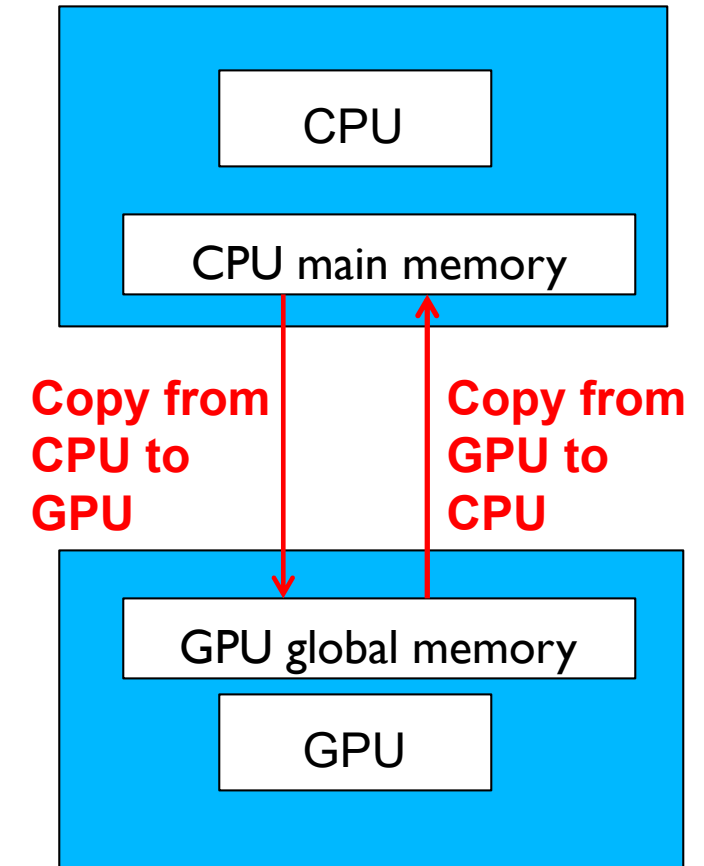 CPU
CPU main memory
Copy from
CPU to
GPU
Copy from
GPU to
CPU
GPU global memory
GPU